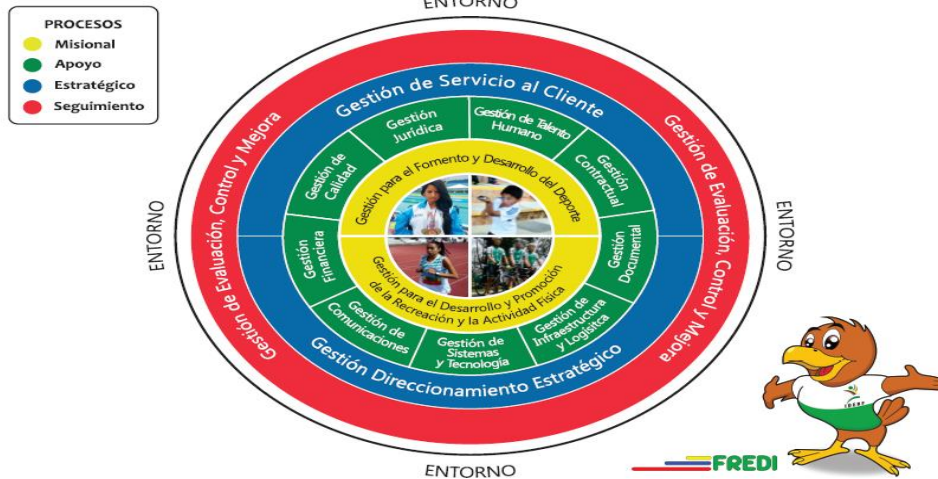 ENTORNO
PROCESOS
Misional
Apoyo
Estratégico
Seguimiento
Gestión de Servicio al Cliente
Gestión de Evaluación, Control y Mejora
Gestión de Evaluación, Control y Mejora
Gestión
Jurídica
Gestión de Talento
Humano
Gestión de
Calidad
Gestión
Contractual
Gestión para el Fomento y Desarrollo del Deporte
ENTORNO
ENTORNO
Gestión
Financiera
Gestión
Documental
Gestión para el Desarrollo y Promoción
de la Recreación y la Actividad Física
Gestión de
Comunicaciones
Gestión de
Sistemas
y Tecnología
Gestión de
Infraestructura
y Logísitca
Gestión Direccionamiento Estratégico
ENTORNO
FREDI